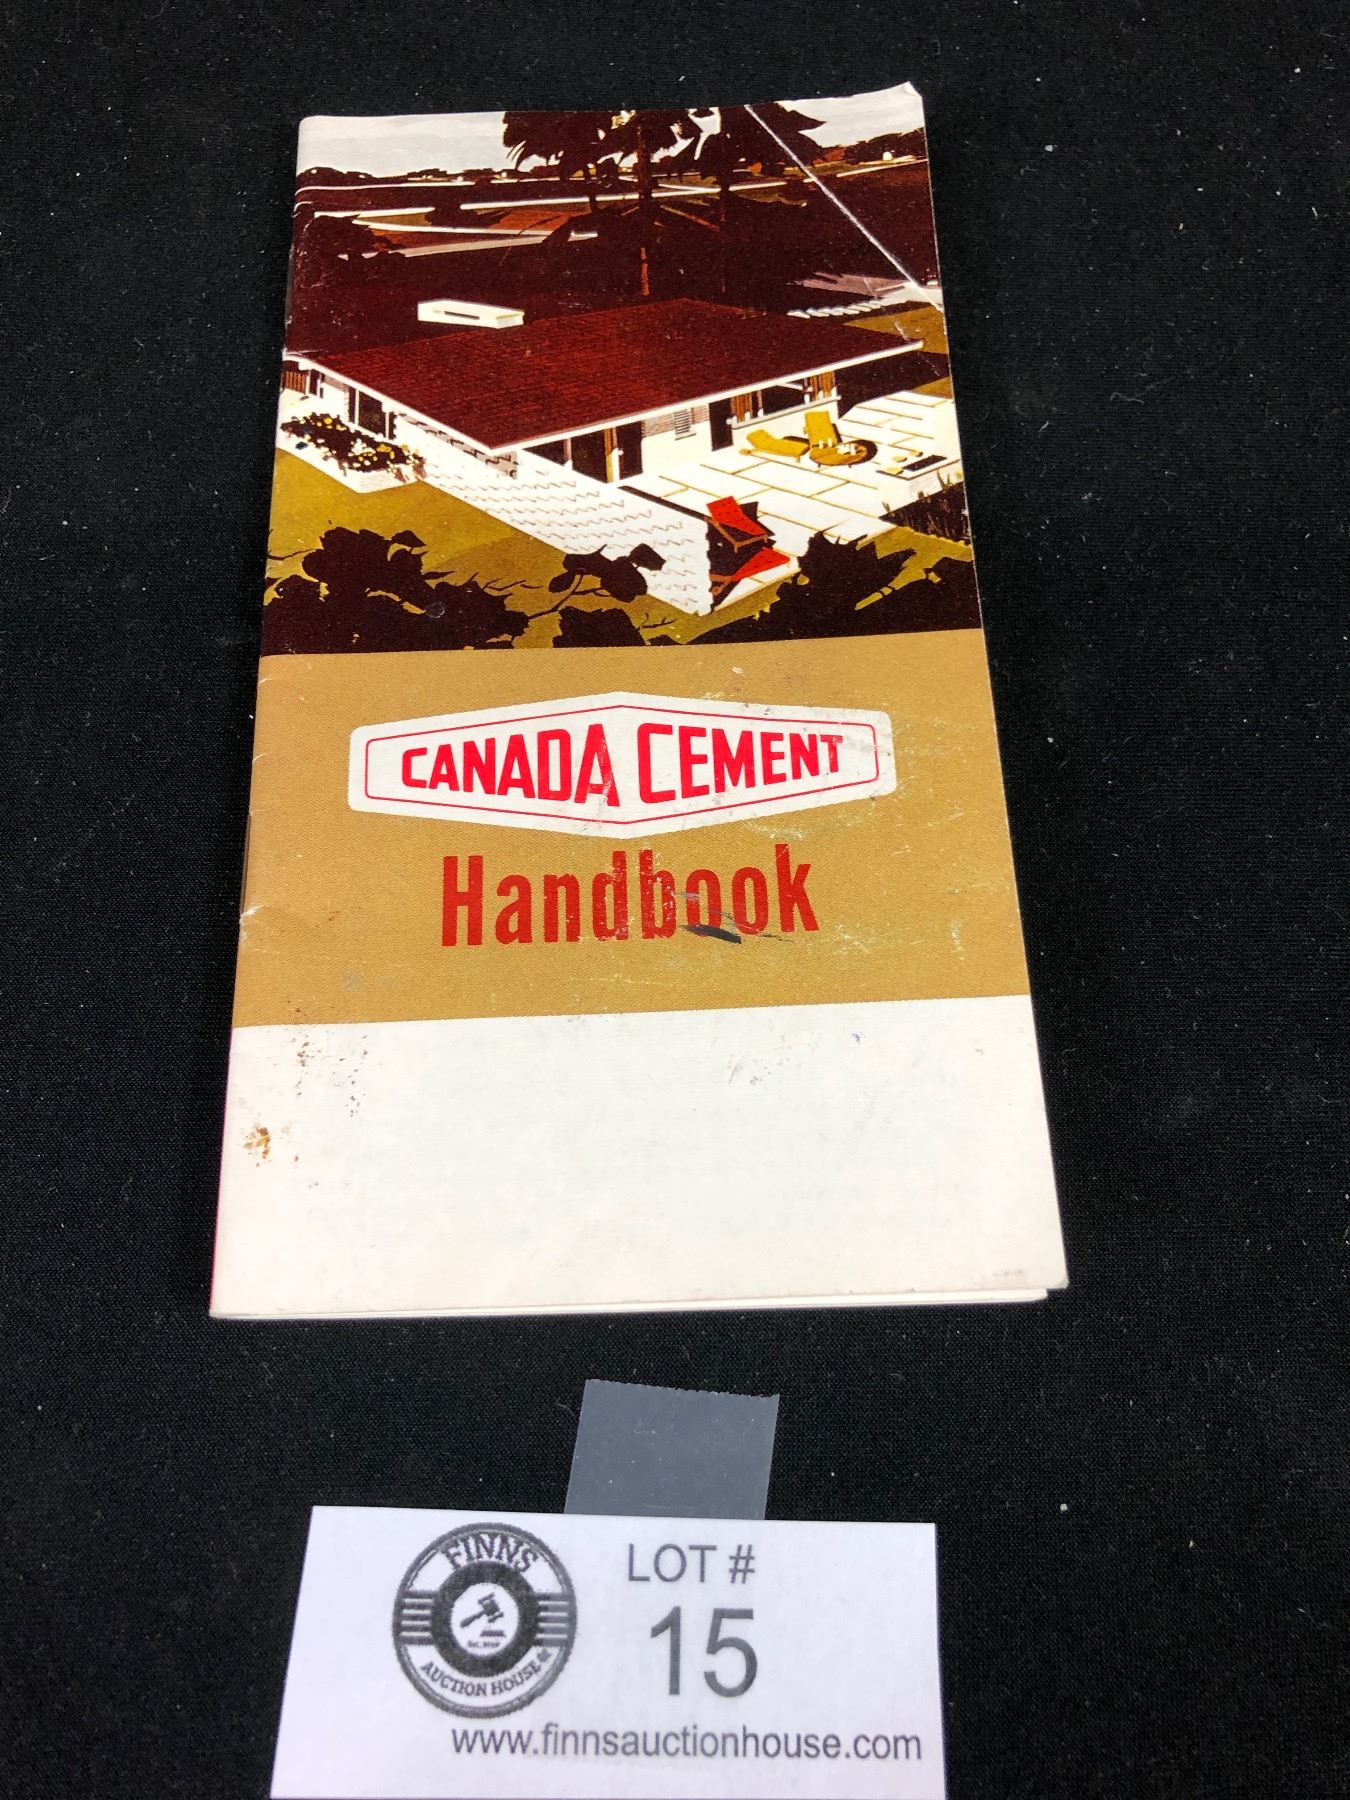 CANADA CEMENT
Handbook
FINNS
AUCTION HOUSE
LOT #
15
www.finnsauctionhouse.com